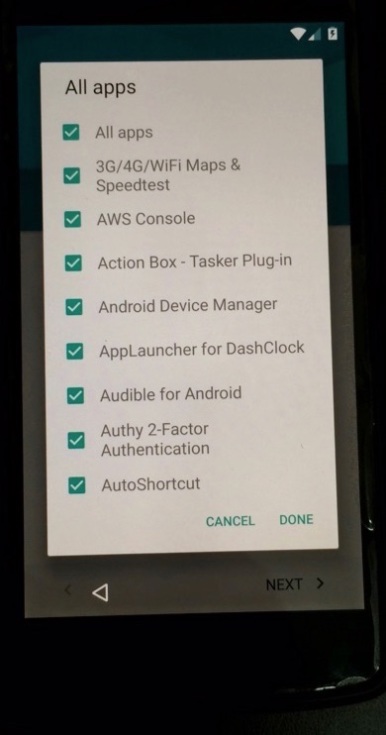 All apps
All apps
3G/4G/WiFi Maps &
Speedtest
AWS Console
Action Box - Tasker Plug-in
Android Device Manager
AppLauncher for DashClock
Audible for Android
Authy 2-Factor
Authentication
AutoShortcut
CANCEL DONE
NEXT